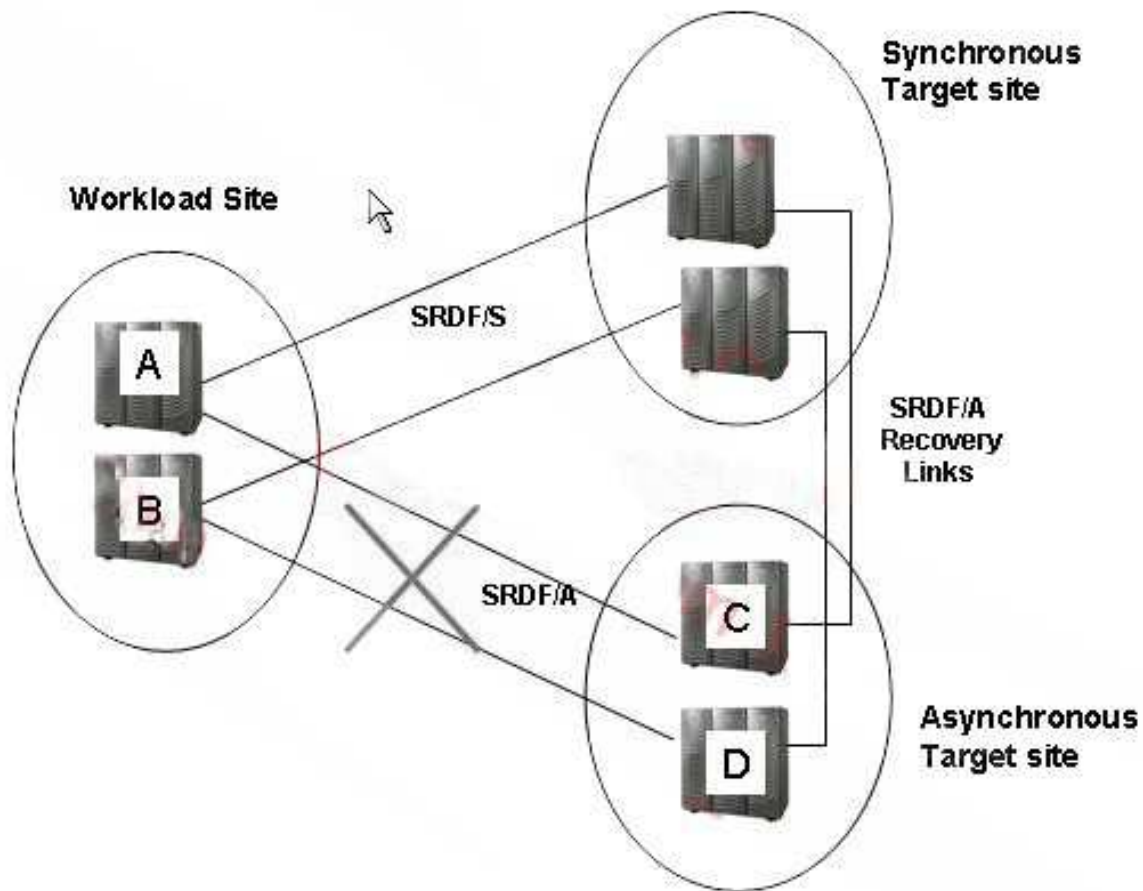 Synchronous
Target site
Workload Site
SRDF/S
A
B
SRDF/A
Recovery
Links
SRDF/A
C
D
Asynchronous
Target site